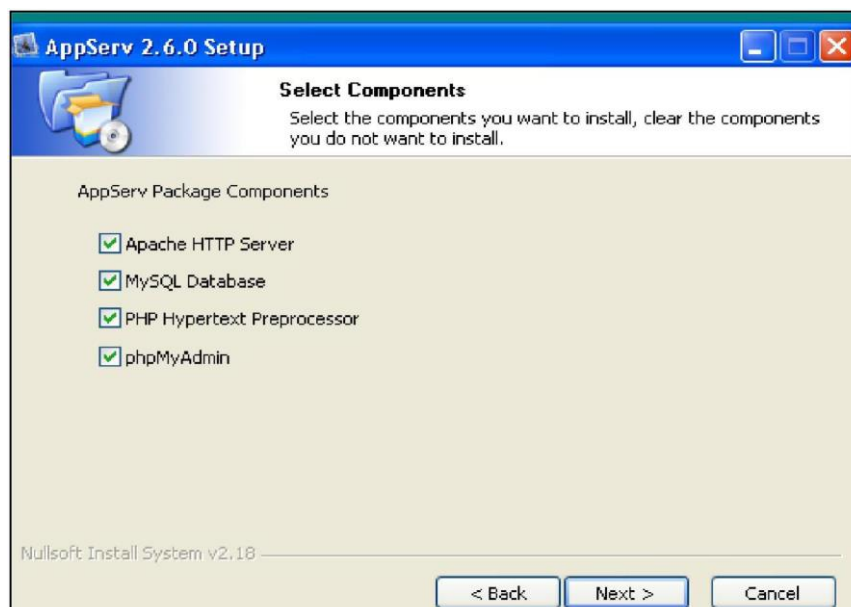 AppServ 2.6.0 Setup
Select Components
Select the components you want to install, clear the components
you do not want to install.
AppServ Package Components
Apache HTTP Server
MySQL Database
PHP Hypertext Preprocessor
phpMyAdmin
Nullsoft Install System v2.18
< Back Next > Cancel